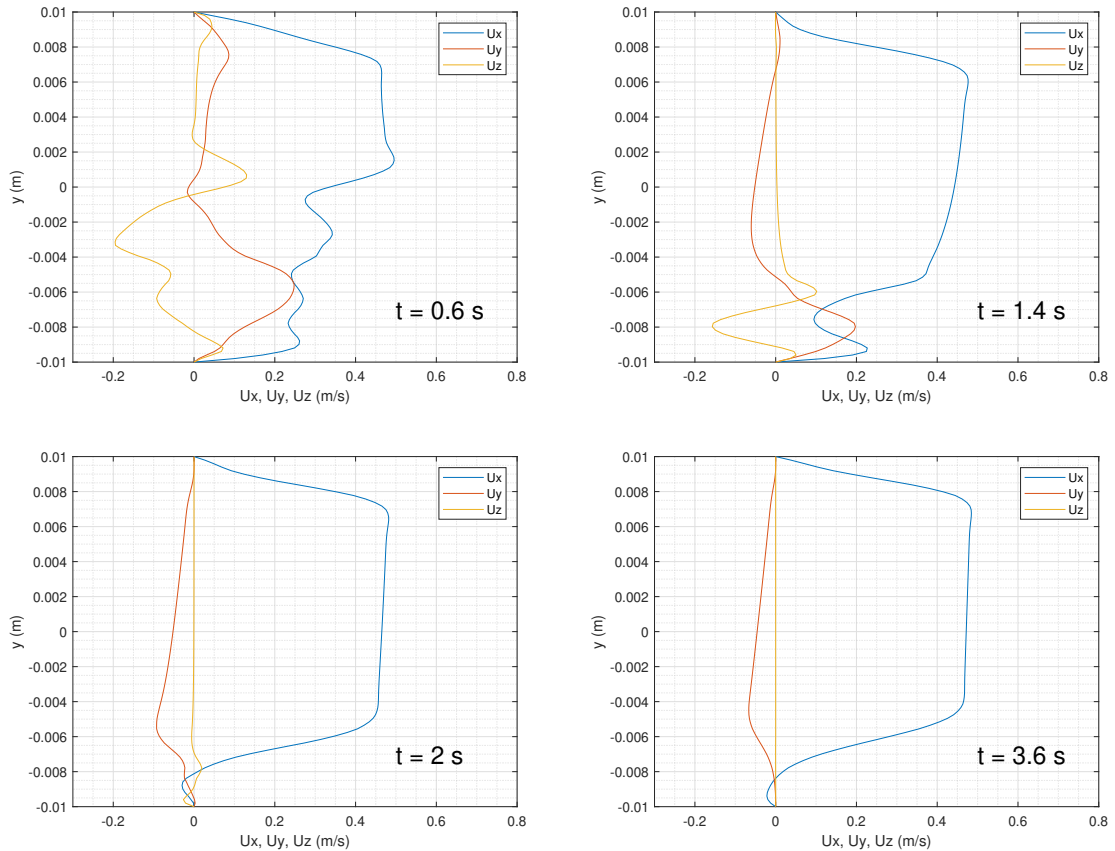 0.01
0.008
0.006
0.004
0.002
0
-0.002
-0.004
-0.006
-0.008
-0.01
y (m)
Ux
Uy
Uz
t = 0.6 s
-0.2 0 0.2 0.4 0.6 0.8
Ux, Uy, Uz (m/s)
0.01
0.008
0.006
0.004
0.002
0
-0.002
-0.004
-0.006
-0.008
-0.01
y (m)
Ux
Uy
Uz
t = 1.4 s
-0.2 0 0.2 0.4 0.6 0.8
Ux, Uy, Uz (m/s)
0.01
0.008
0.006
0.004
0.002
0
-0.002
-0.004
-0.006
-0.008
-0.01
y (m)
Ux
Uy
Uz
t = 2 s
-0.2 0 0.2 0.4 0.6 0.8
Ux, Uy, Uz (m/s)
0.01
0.008
0.006
0.004
0.002
0
-0.002
-0.004
-0.006
-0.008
-0.01
y (m)
Ux
Uy
Uz
t = 3.6 s
-0.2 0 0.2 0.4 0.6 0.8
Ux, Uy, Uz (m/s)